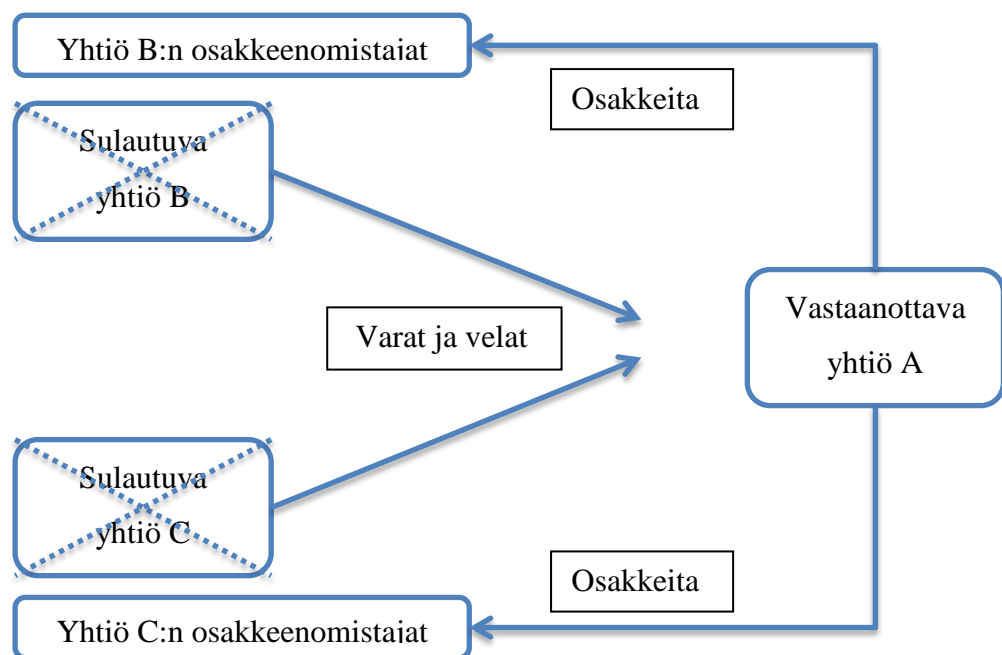 Yhtiö B:n osakkeenomistajat
Osakkeita
Sulautuva
yhtiö B
Varat ja velat
Vastaanottava
yhtiö A
Sulautuva
yhtiö C
Osakkeita
Yhtiö C:n osakkeenomistajat